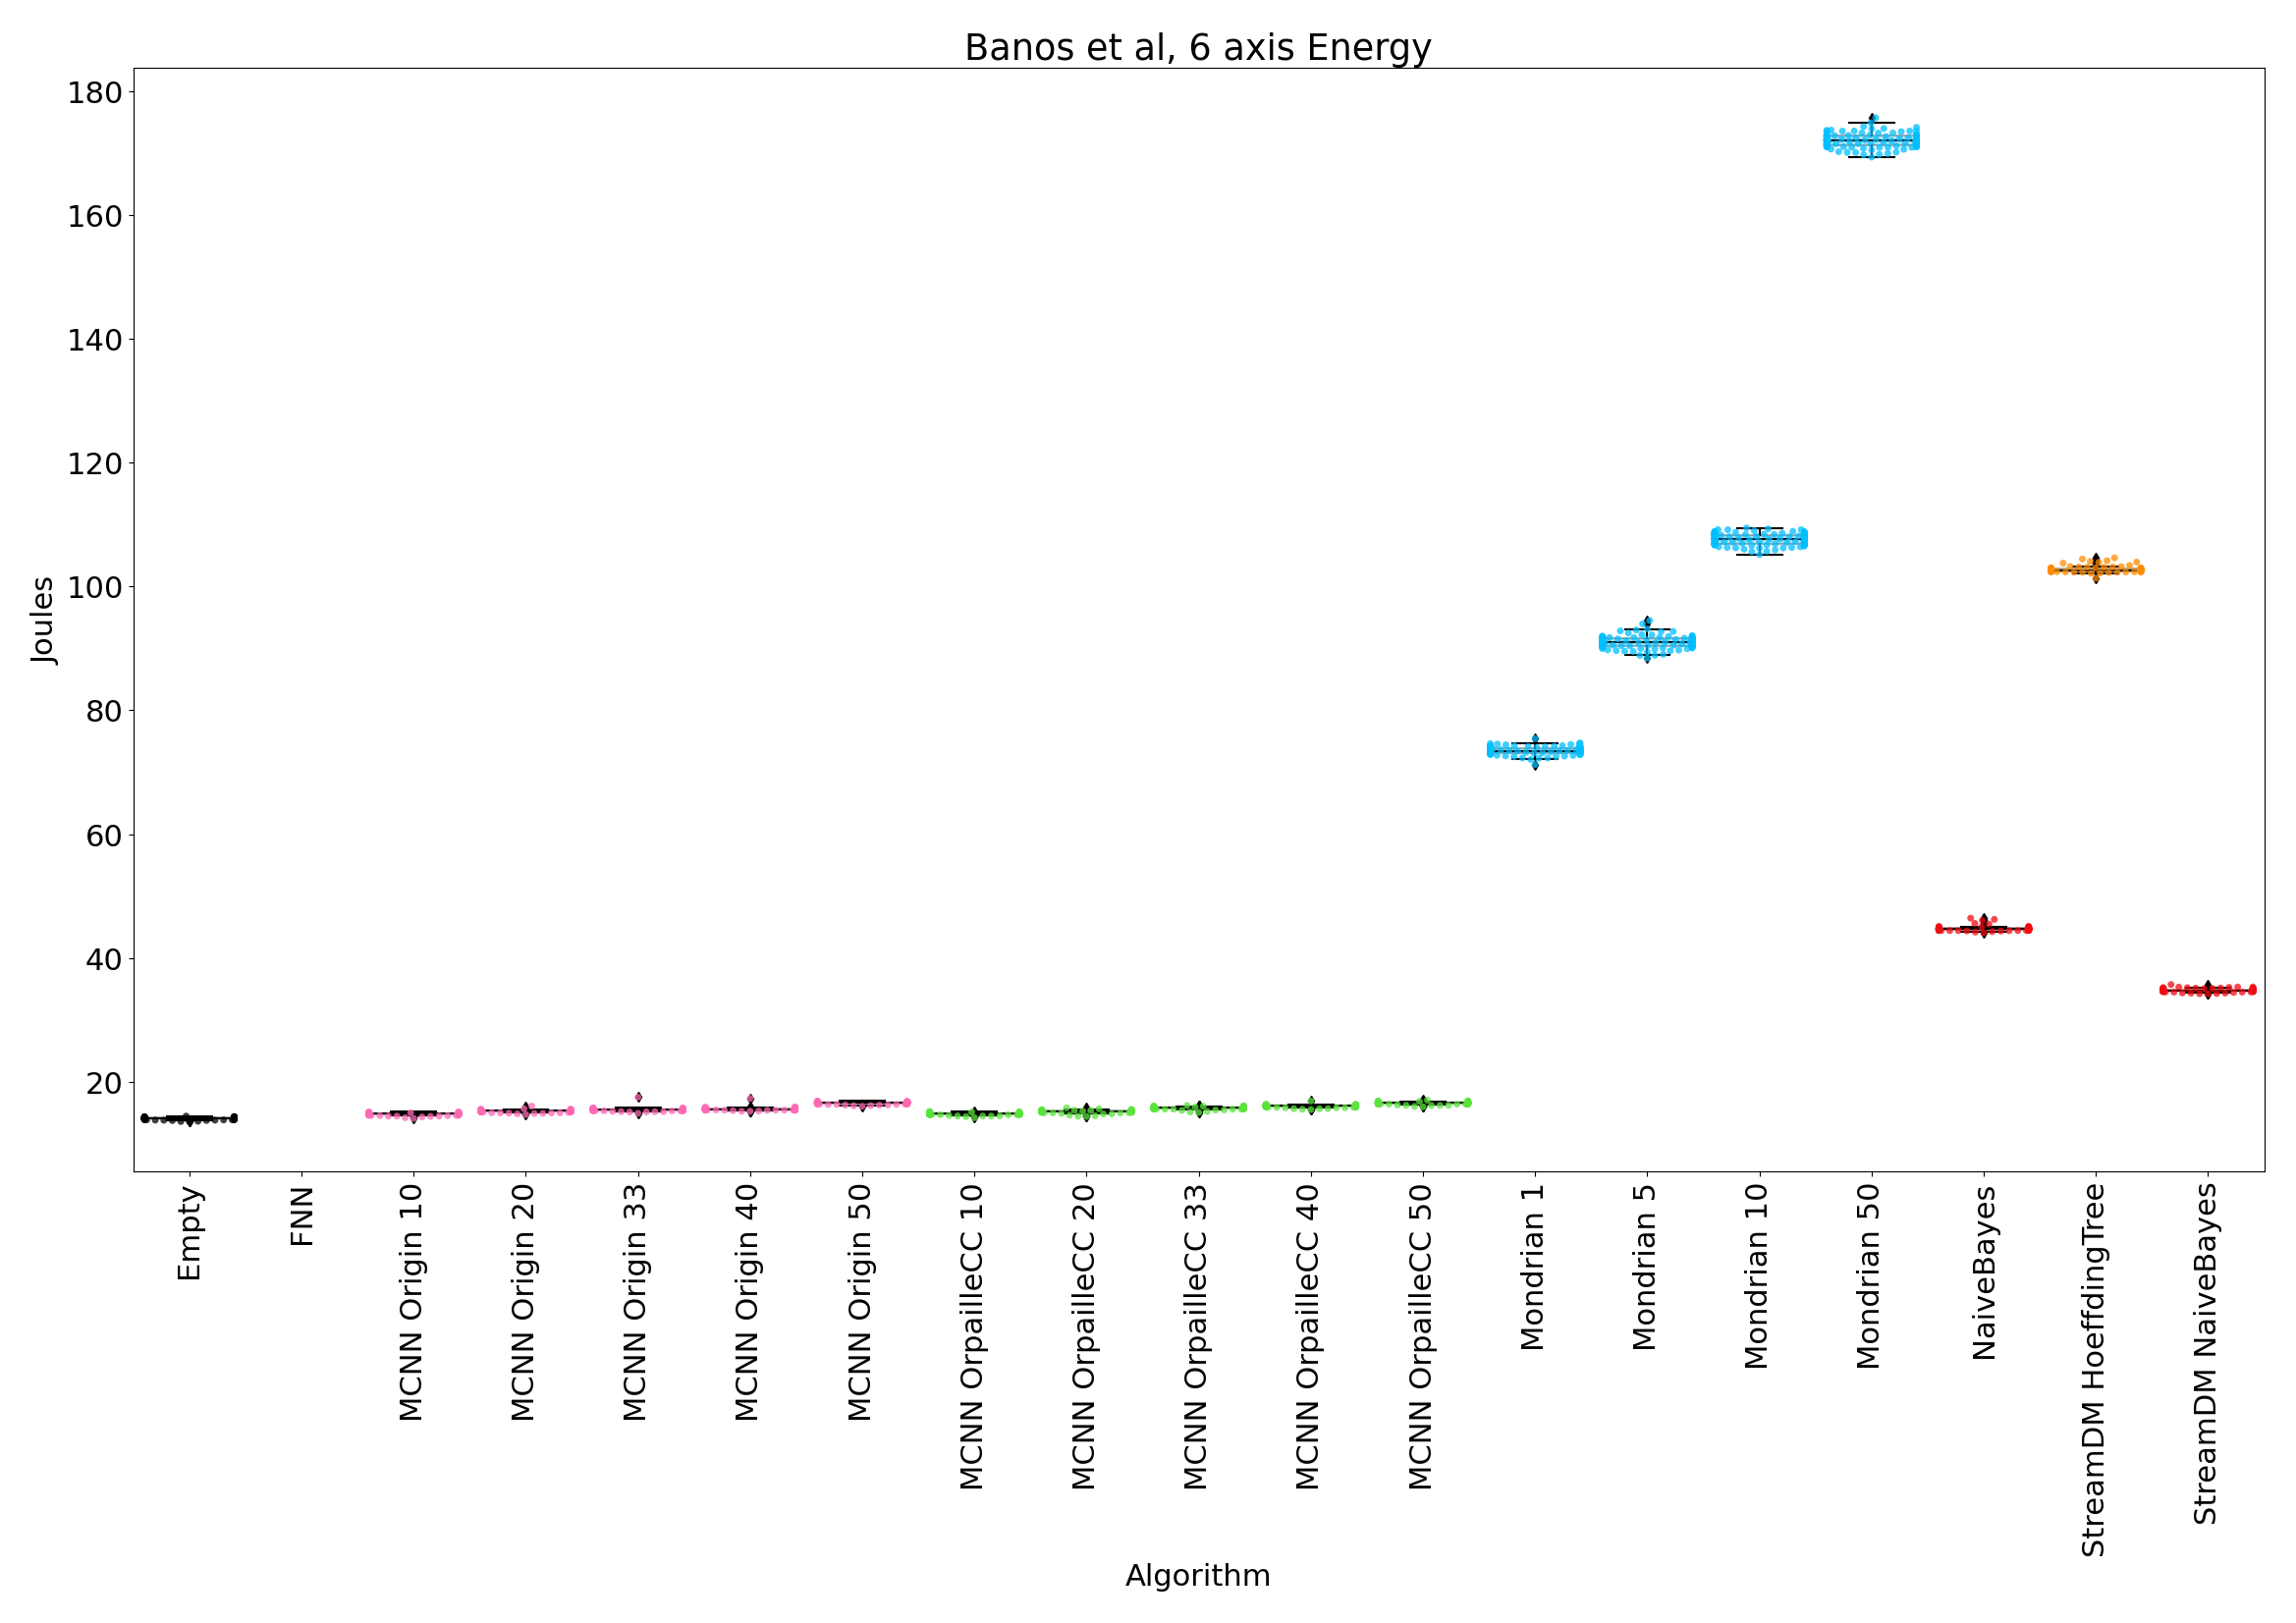 Banos et al, 6 axis Energy
180
160
140
120
100
80
60
40
20
Joules
Empty
FNN
MCNN Origin 10
MCNN Origin 20
MCNN Origin 33
MCNN Origin 40
MCNN Origin 50
MCNN OrpailleCC 10
MCNN OrpailleCC 20
MCNN OrpailleCC 33
MCNN OrpailleCC 40
MCNN OrpailleCC 50
Mondrian 1
Mondrian 5
Mondrian 10
Mondrian 50
NaiveBayes
StreamDM HoeffdingTree
StreamDM NaiveBayes
Algorithm